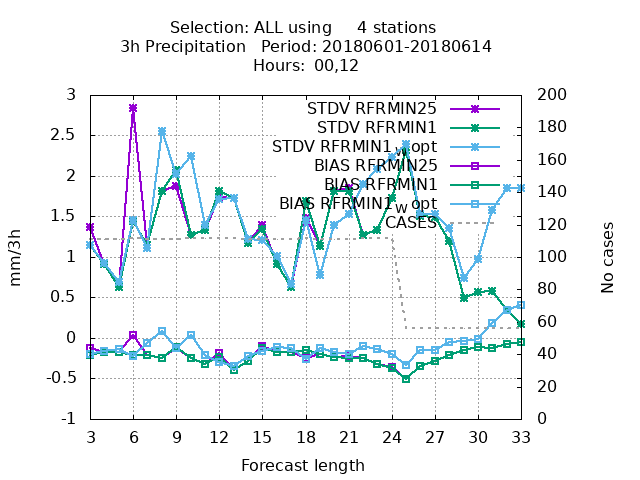 Selection: ALL using 4 stations
3h Precipitation Period: 20180601-20180614
Hours: 00,12
STDV RFRMIN25
STDV RFRMIN1
STDV RFRMIN1_w opt
BIAS RFRMIN25
BIAS RFRMIN1
BIAS RFRMIN1_w opt
CASES
3
2.5
2
1.5
1
0.5
0
-0.5
-1
mm/3h
200
180
160
140
120
100
80
60
40
20
0
No cases
3 6 9 12 15 18 21 24 27 30 33
Forecast length